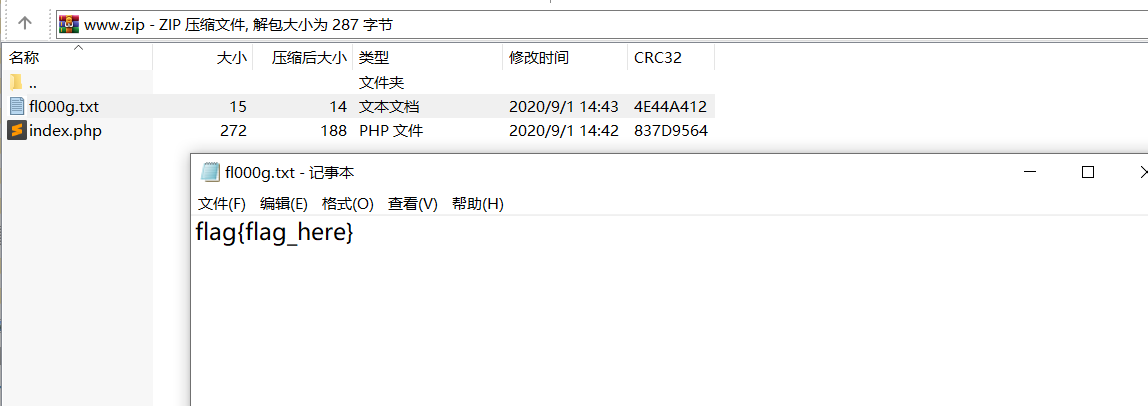 www.zip - ZIP 压缩文件, 解包大小为 287 字节
名称 大小 压缩后大小 类型 修改时间 CRC32
.. 文件夹
fl000g.txt 15 14 文本文档 2020/9/1 14:43 4E44A412
index.php 272 188 PHP 文件 2020/9/1 14:42 837D9564
fl000g.txt - 记事本
文件(F) 编辑(E) 格式(O) 查看(V) 帮助(H)
flag{flag_here}